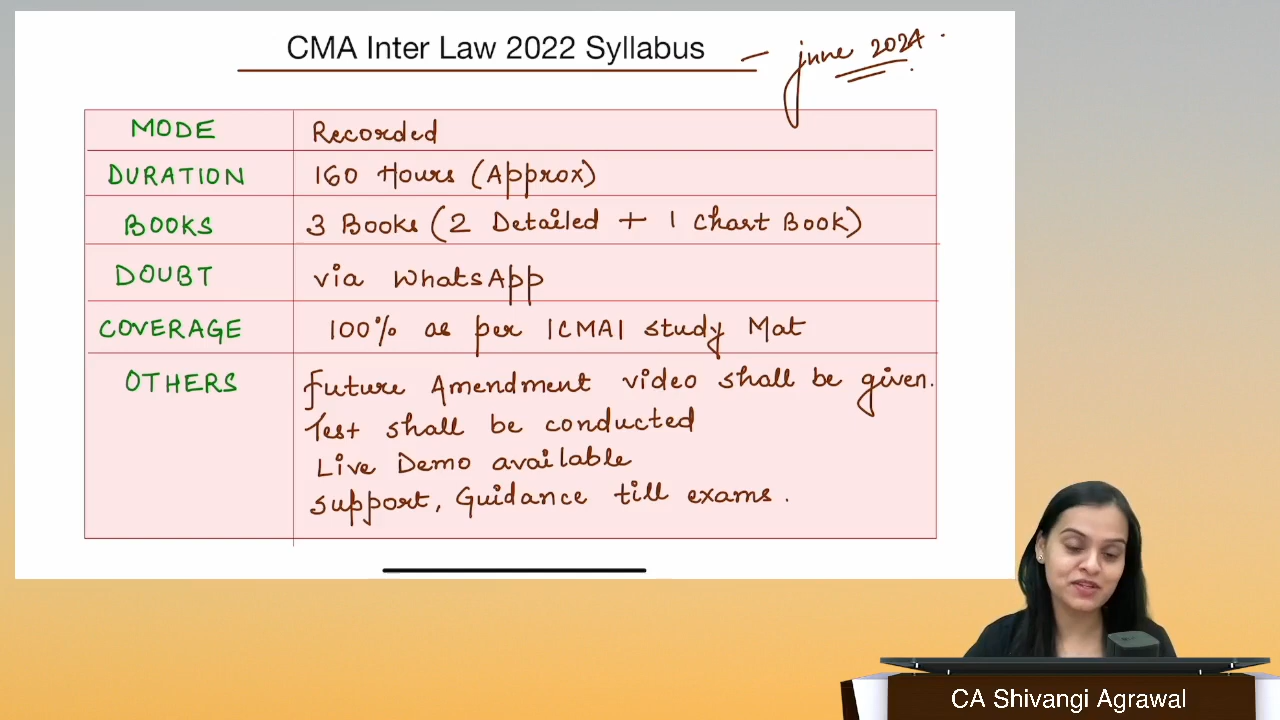 CMA Inter Law 2022 Syllabus – june 2024.
MODE Recorded
DURATION 160 Hours (Approx)
BOOKS 3 Books (2 Detailed + 1 Chart Book)
DOUBT via WhatsApp
COVERAGE 100% as per ICMAI study Mat
OTHERS Future Amendment video shall be given.
Test shall be conducted
Live Demo available
Support, Guidance till exams.
CA Shivangi Agrawal